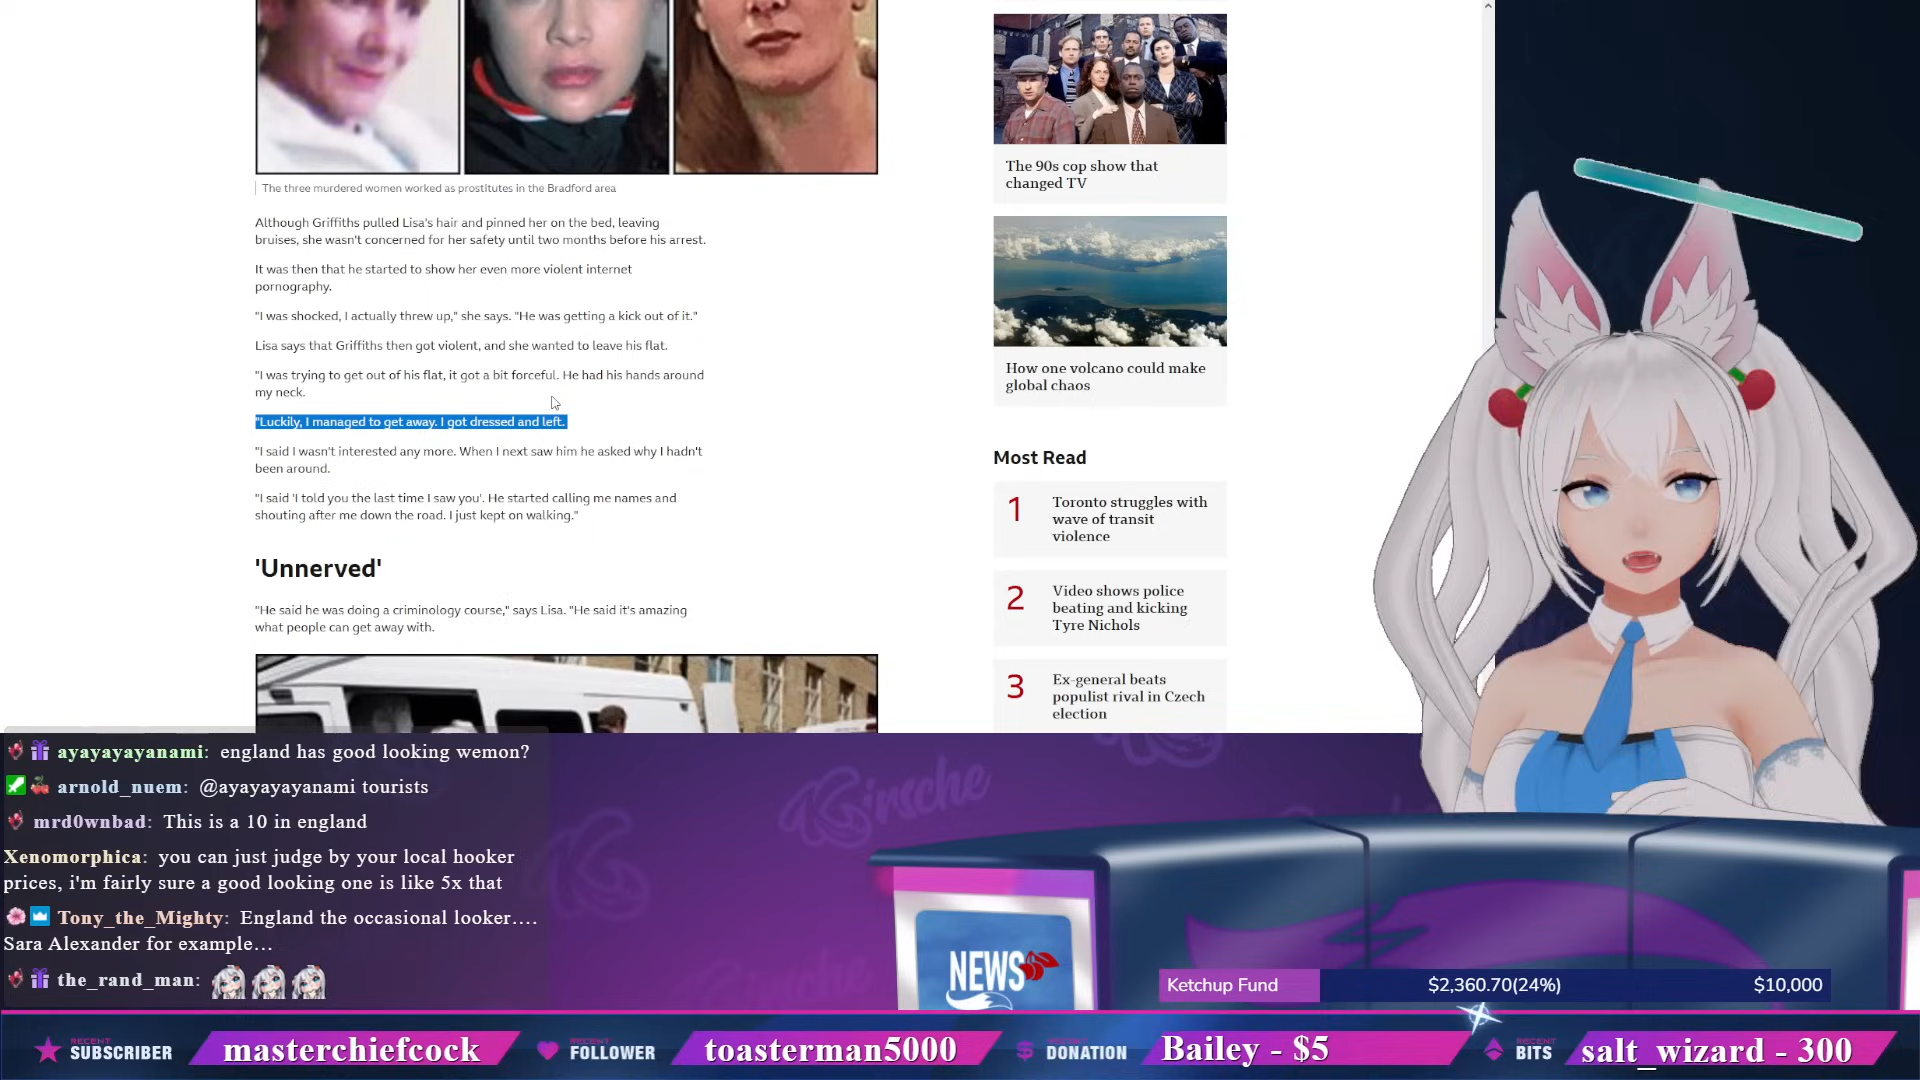 The three murdered women worked as prostitutes in the Bradford area
Although Griffiths pulled Lisa's hair and pinned her on the bed, leaving
bruises, she wasn't concerned for her safety until two months before his arrest.
It was then that he started to show her even more violent internet
pornography.
"I was shocked, I actually threw up," she says. "He was getting a kick out of it."
Lisa says that Griffiths then got violent, and she wanted to leave his flat.
"I was trying to get out of his flat, it got a bit forceful. He had his hands around
my neck.
"Luckily, I managed to get away. I got dressed and left.
"I said I wasn't interested any more. When I next saw him he asked why I hadn't
been around.
"I said 'I told you the last time I saw you'. He started calling me names and
shouting after me down the road. I just kept on walking."
'Unnerved'
"He said he was doing a criminology course," says Lisa. "He said it's amazing
what people can get away with.
The 90s cop show that
changed TV
How one volcano could make
global chaos
Most Read
1
Toronto struggles with
wave of transit
violence
2
Video shows police
beating and kicking
Tyre Nichols
3
Ex-general beats
populist rival in Czech
election
ayayayayanami: england has good looking wemon?
arnold_nuem: @ayayayayanami tourists
mrd0wnbad: This is a 10 in england
Xenomorphica: you can just judge by your local hooker
prices, i'm fairly sure a good looking one is like 5x that
Tony_the_Mighty: England the occasional looker....
Sara Alexander for example...
the_rand_man:
Girsche
NEWS
Ketchup Fund
$2,360.70(24%)
$10,000
RECENT
SUBSCRIBER
masterchiefcock
RECENT
FOLLOWER
toasterman5000
RECENT
DONATION
Bailey - $5
RECENT
BITS
salt_wizard - 300